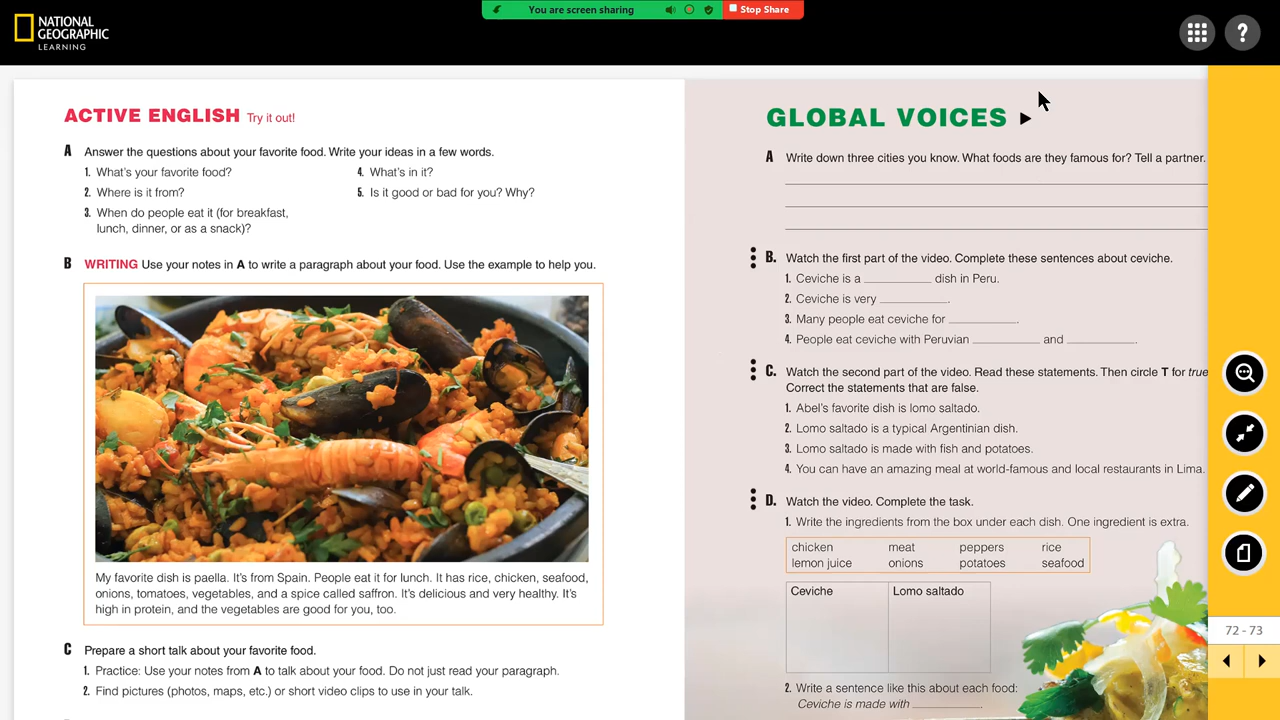 You are screen sharing
Stop Share
NATIONAL
GEOGRAPHIC
LEARNING
?
ACTIVE ENGLISH Try it out!
A Answer the questions about your favorite food. Write your ideas in a few words.
1. What's your favorite food?
2. Where is it from?
3. When do people eat it (for breakfast,
lunch, dinner, or as a snack)?
4. What's in it?
5. Is it good or bad for you? Why?
B WRITING Use your notes in A to write a paragraph about your food. Use the example to help you.
My favorite dish is paella. It's from Spain. People eat it for lunch. It has rice, chicken, seafood,
onions, tomatoes, vegetables, and a spice called saffron. It's delicious and very healthy. It's
high in protein, and the vegetables are good for you, too.
C Prepare a short talk about your favorite food.
1. Practice: Use your notes from A to talk about your food. Do not just read your paragraph.
2. Find pictures (photos, maps, etc.) or short video clips to use in your talk.
GLOBAL VOICES
A Write down three cities you know. What foods are they famous for? Tell a partner.
B. Watch the first part of the video. Complete these sentences about ceviche.
1. Ceviche is a ____________ dish in Peru.
2. Ceviche is very ____________.
3. Many people eat ceviche for ____________.
4. People eat ceviche with Peruvian ____________ and ____________.
C. Watch the second part of the video. Read these statements. Then circle T for true
Correct the statements that are false.
1. Abel's favorite dish is lomo saltado.
2. Lomo saltado is a typical Argentinian dish.
3. Lomo saltado is made with fish and potatoes.
4. You can have an amazing meal at world-famous and local restaurants in Lima.
D. Watch the video. Complete the task.
1. Write the ingredients from the box under each dish. One ingredient is extra.
chicken meat peppers rice
lemon juice onions potatoes seafood
Ceviche Lomo saltado
2. Write a sentence like this about each food:
Ceviche is made with ____________.
72 - 73